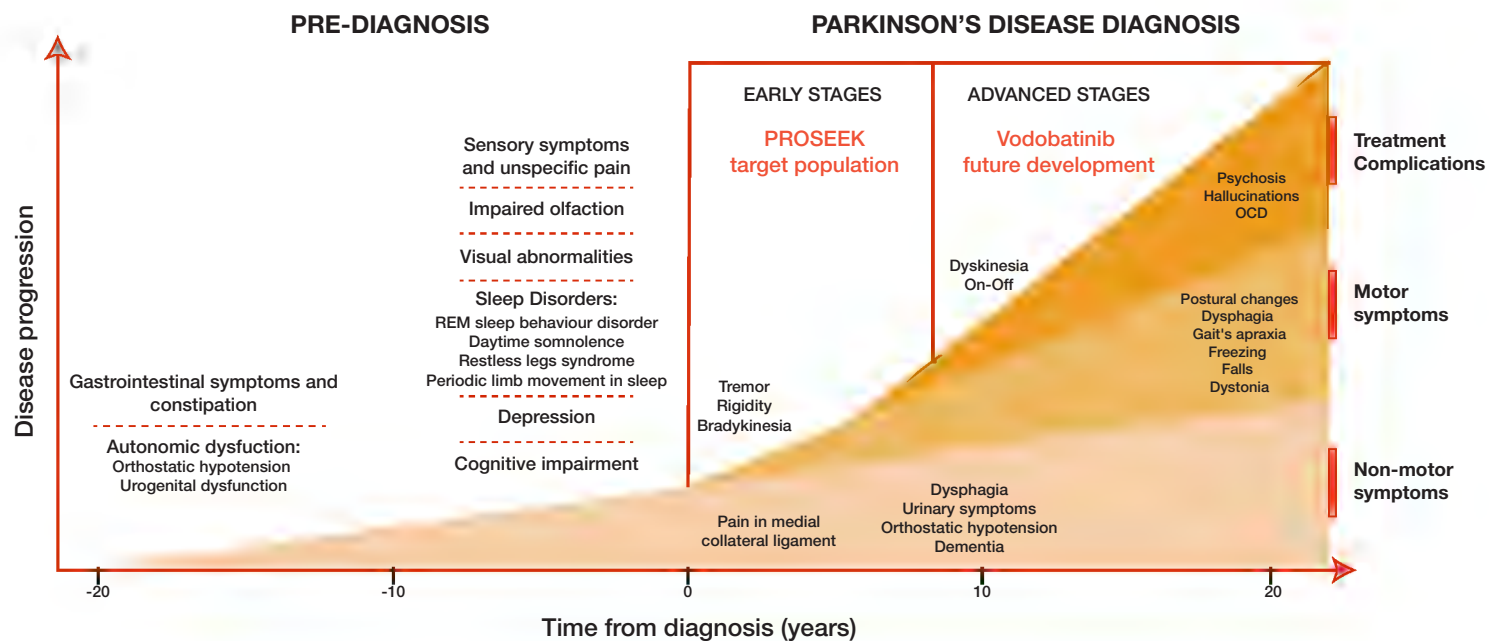 PRE-DIAGNOSIS
PARKINSON'S DISEASE DIAGNOSIS
Disease progression
Gastrointestinal symptoms and
constipation
Autonomic dysfuction:
Orthostatic hypotension
Urogenital dysfunction
Sensory symptoms
and unspecific pain
Impaired olfaction
Visual abnormalities
Sleep Disorders:
REM sleep behaviour disorder
Daytime somnolence
Restless legs syndrome
Periodic limb movement in sleep
Depression
Cognitive impairment
EARLY STAGES
PROSEEK
target population
Tremor
Rigidity
Bradykinesia
Pain in medial
collateral ligament
ADVANCED STAGES
Vodobatinib
future development
Dyskinesia
On-Off
Psychosis
Hallucinations
OCD
Postural changes
Dysphagia
Gait's apraxia
Freezing
Falls
Dystonia
Dysphagia
Urinary symptoms
Orthostatic hypotension
Dementia
Treatment
Complications
Motor
symptoms
Non-motor
symptoms
-20
-10
0
10
20
Time from diagnosis (years)